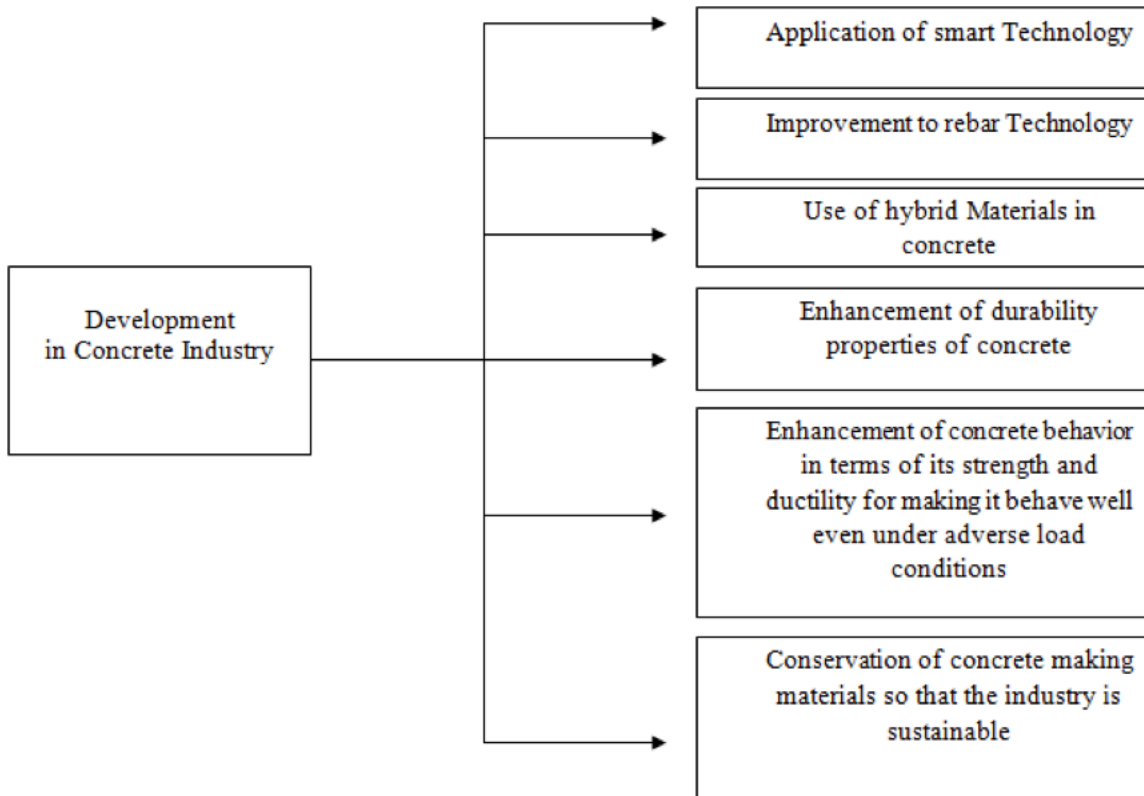 Development
in Concrete Industry
Application of smart Technology
Improvement to rebar Technology
Use of hybrid Materials in
concrete
Enhancement of durability
properties of concrete
Enhancement of concrete behavior
in terms of its strength and
ductility for making it behave well
even under adverse load
conditions
Conservation of concrete making
materials so that the industry is
sustainable